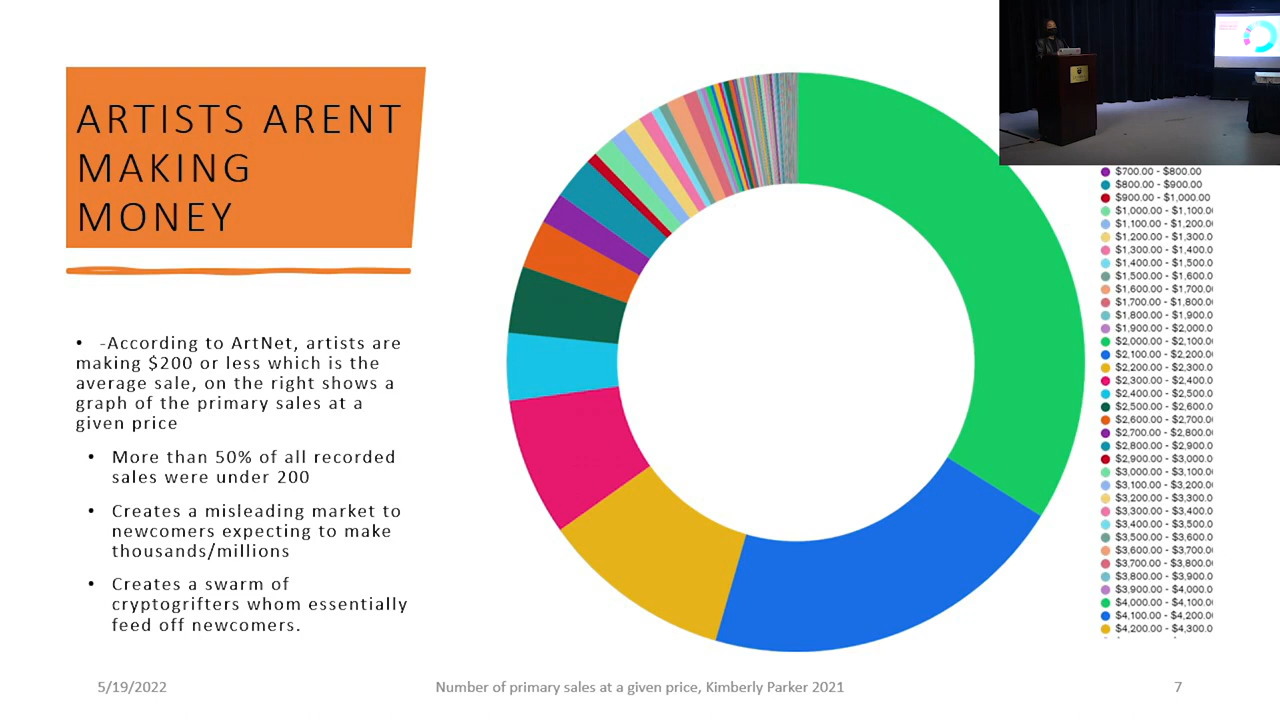 ARTISTS ARENT
MAKING
MONEY
• -According to ArtNet, artists are
making $200 or less which is the
average sale, on the right shows a
graph of the primary sales at a
given price
• More than 50% of all recorded
sales were under 200
• Creates a misleading market to
newcomers expecting to make
thousands/millions
• Creates a swarm of
cryptogrifters whom essentially
feed off newcomers.
$700.00 - $800.00
$800.00 - $900.00
$900.00 - $1,000.00
$1,000.00 - $1,100.0
$1,100.00 - $1,200.0
$1,200.00 - $1,300.0
$1,300.00 - $1,400.0
$1,400.00 - $1,500.0
$1,500.00 - $1,600.0
$1,600.00 - $1,700.0
$1,700.00 - $1,800.0
$1,800.00 - $1,900.0
$1,900.00 - $2,000.0
$2,000.00 - $2,100.0
$2,100.00 - $2,200.0
$2,200.00 - $2,300.0
$2,300.00 - $2,400.0
$2,400.00 - $2,500.0
$2,500.00 - $2,600.0
$2,600.00 - $2,700.0
$2,700.00 - $2,800.0
$2,800.00 - $2,900.0
$2,900.00 - $3,000.0
$3,000.00 - $3,100.0
$3,100.00 - $3,200.0
$3,200.00 - $3,300.0
$3,300.00 - $3,400.0
$3,400.00 - $3,500.0
$3,500.00 - $3,600.0
$3,600.00 - $3,700.0
$3,700.00 - $3,800.0
$3,800.00 - $3,900.0
$3,900.00 - $4,000.0
$4,000.00 - $4,100.0
$4,100.00 - $4,200.0
$4,200.00 - $4,300.0
5/19/2022
Number of primary sales at a given price, Kimberly Parker 2021
7